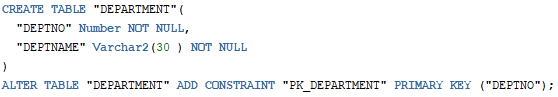 CREATE TABLE "DEPARTMENT"(
  "DEPTNO" Number NOT NULL,
  "DEPTNAME" Varchar2(30 ) NOT NULL
)
ALTER TABLE "DEPARTMENT" ADD CONSTRAINT "PK_DEPARTMENT" PRIMARY KEY ("DEPTNO");